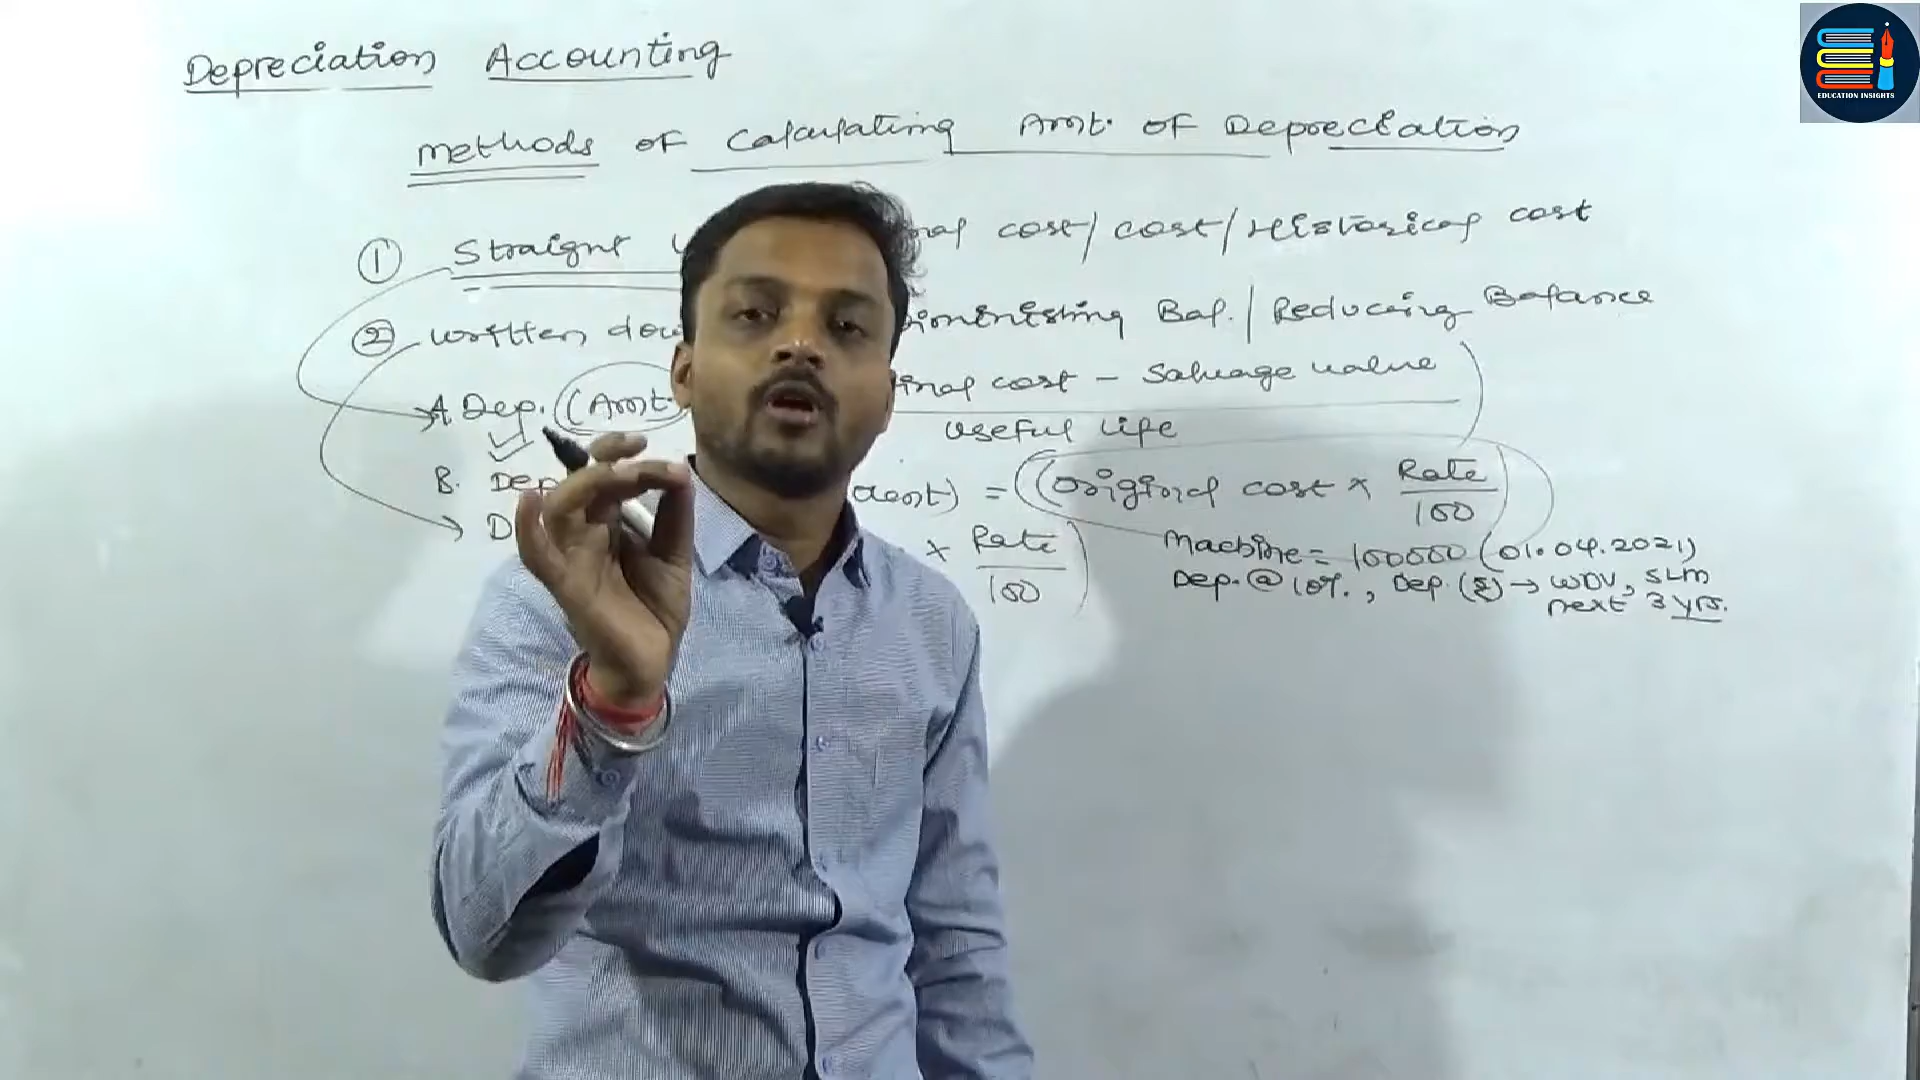 Depreciation Accounting
EDUCATION INSIGHTS
Methods of Calculating Amt. of Depreciation
① Straight cost/cost/Historical cost
② written Bal./Reducing Balance
A. Dep. (Amt. cost - Salvage value
useful life
B. = (original cost × Rate
100
× Rate
100
Machine = 100000 (01.04.2021)
Dep. @ 10%., Dep. (₹) → WDV, SLM
next 3 yrs.